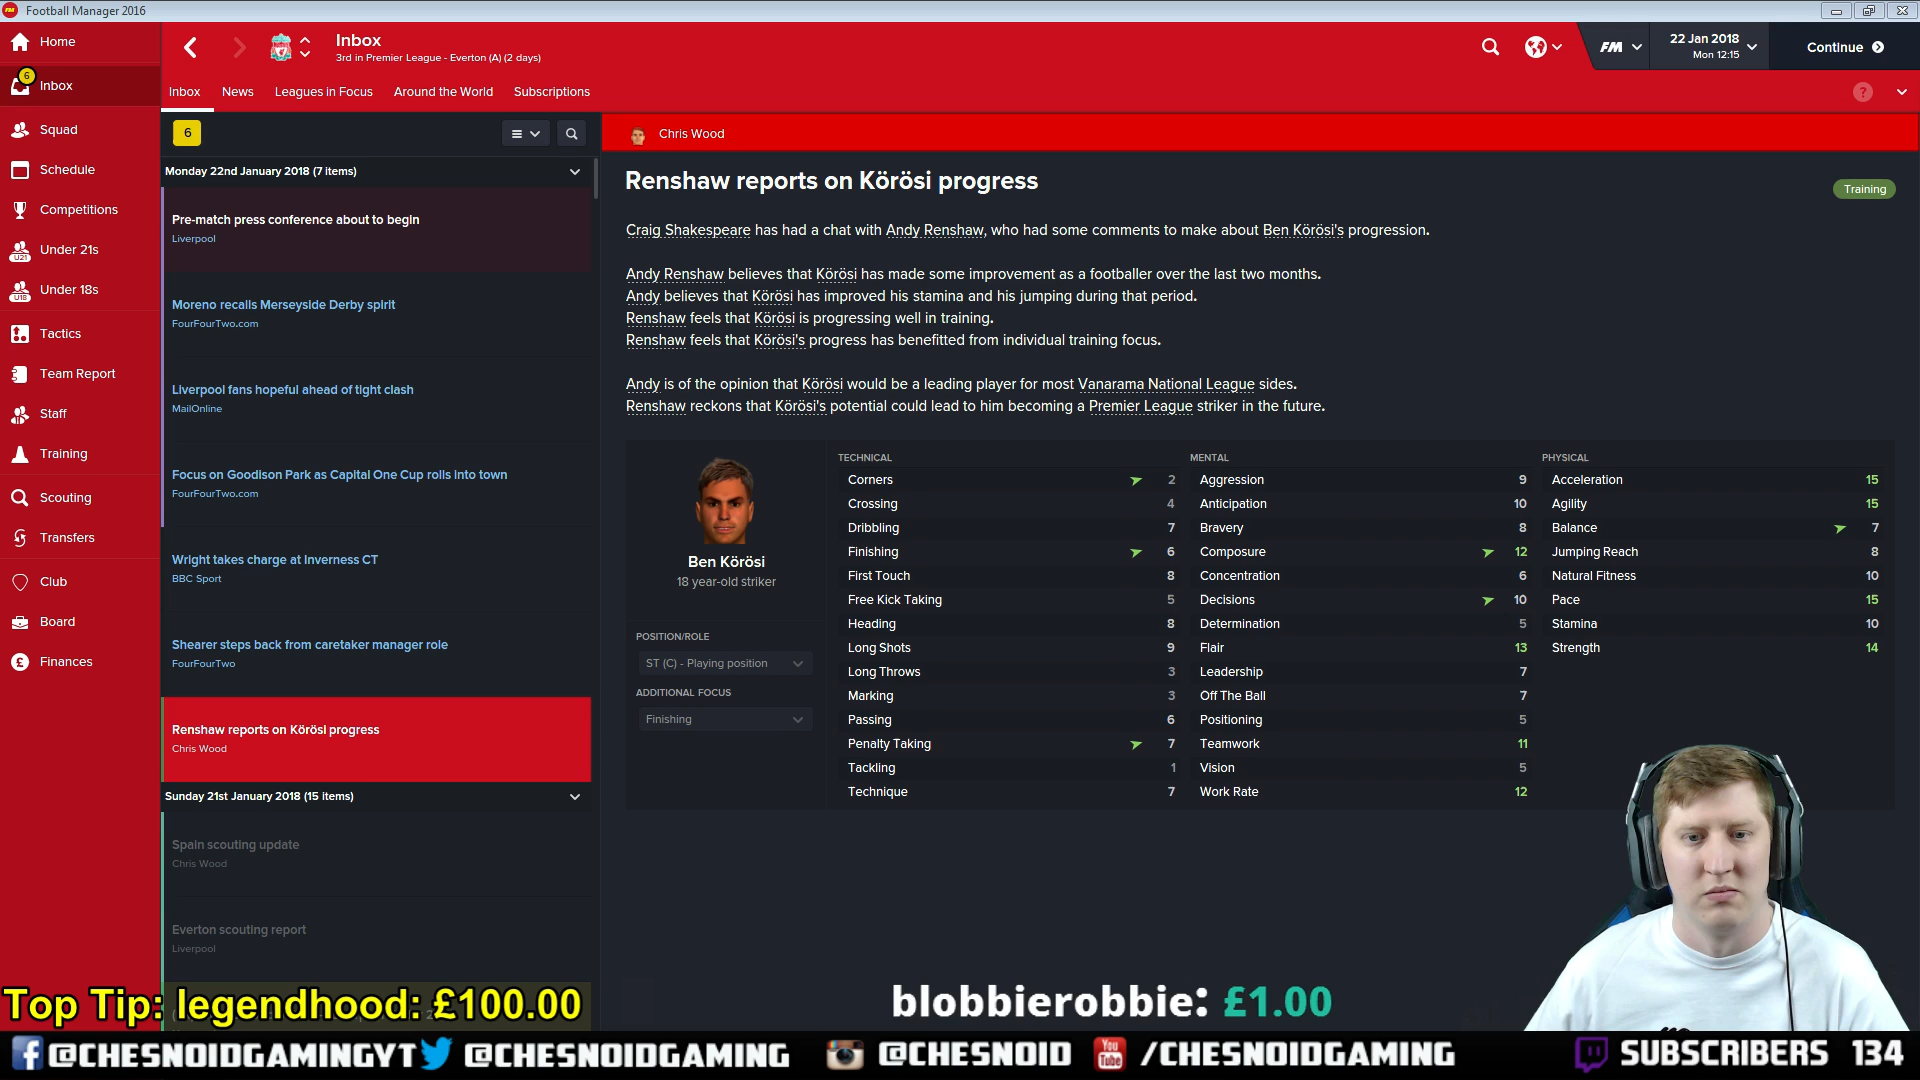 Football Manager 2016
Home
6
Inbox
Squad
Schedule
Competitions
U21
Under 21s
U18
Under 18s
Tactics
Team Report
Staff
Training
Scouting
Transfers
Club
Board
£
Finances
Inbox
3rd in Premier League - Everton (A) (2 days)
FM
22 Jan 2018
Mon 12:15
Continue
Inbox
News
Leagues in Focus
Around the World
Subscriptions
?
6
Monday 22nd January 2018 (7 items)
Pre-match press conference about to begin
Liverpool
Moreno recalls Merseyside Derby spirit
FourFourTwo.com
Liverpool fans hopeful ahead of tight clash
MailOnline
Focus on Goodison Park as Capital One Cup rolls into town
FourFourTwo.com
Wright takes charge at Inverness CT
BBC Sport
Shearer steps back from caretaker manager role
FourFourTwo
Renshaw reports on Körösi progress
Chris Wood
Sunday 21st January 2018 (15 items)
Spain scouting update
Chris Wood
Everton scouting report
Liverpool
Chris Wood
Renshaw reports on Körösi progress
Training
Craig Shakespeare has had a chat with Andy Renshaw, who had some comments to make about Ben Körösi's progression.
Andy Renshaw believes that Körösi has made some improvement as a footballer over the last two months.
Andy believes that Körösi has improved his stamina and his jumping during that period.
Renshaw feels that Körösi is progressing well in training.
Renshaw feels that Körösi's progress has benefitted from individual training focus.
Andy is of the opinion that Körösi would be a leading player for most Vanarama National League sides.
Renshaw reckons that Körösi's potential could lead to him becoming a Premier League striker in the future.
Ben Körösi
18 year-old striker
POSITION/ROLE
ST (C) - Playing position
ADDITIONAL FOCUS
Finishing
TECHNICAL
Corners 2
Crossing 4
Dribbling 7
Finishing 6
First Touch 8
Free Kick Taking 5
Heading 8
Long Shots 9
Long Throws 3
Marking 3
Passing 6
Penalty Taking 7
Tackling 1
Technique 7
MENTAL
Aggression 9
Anticipation 10
Bravery 8
Composure 12
Concentration 6
Decisions 10
Determination 5
Flair 13
Leadership 7
Off The Ball 7
Positioning 5
Teamwork 11
Vision 5
Work Rate 12
PHYSICAL
Acceleration 15
Agility 15
Balance 7
Jumping Reach 8
Natural Fitness 10
Pace 15
Stamina 10
Strength 14
Top Tip: legendhood: £100.00
blobbierobbie: £1.00
@CHESNOIDGAMINGYT
@CHESNOIDGAMING
@CHESNOID
You Tube
/CHESNOIDGAMING
SUBSCRIBERS 134